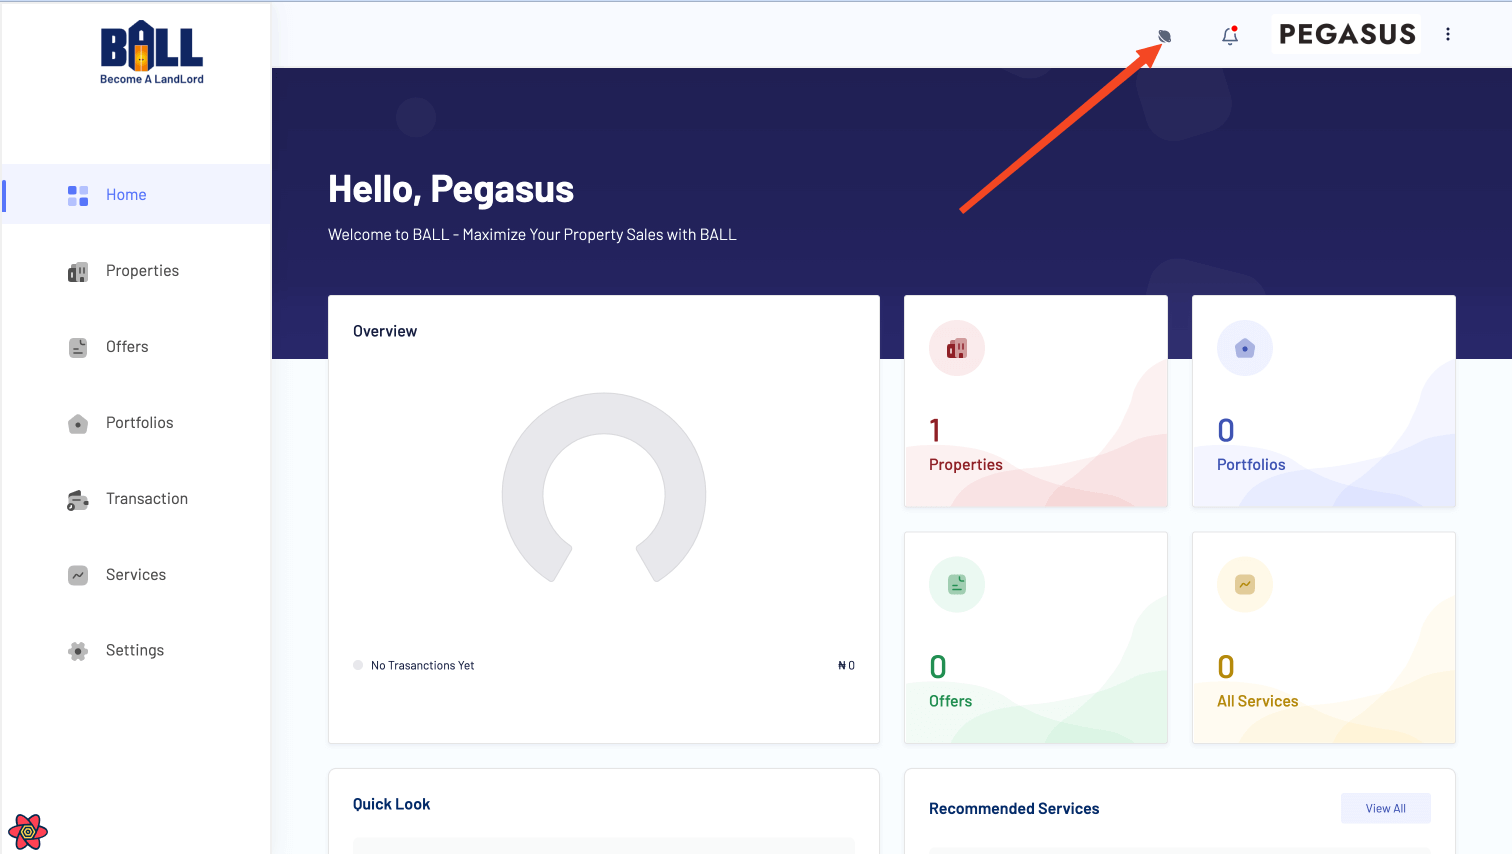 BALL
Become A LandLord
PEGASUS
Home
Properties
Offers
Portfolios
Transaction
Services
Settings
Hello, Pegasus
Welcome to BALL - Maximize Your Property Sales with BALL
Overview
No Trasanctions Yet
₦ 0
1
Properties
0
Portfolios
0
Offers
0
All Services
Quick Look
Recommended Services
View All